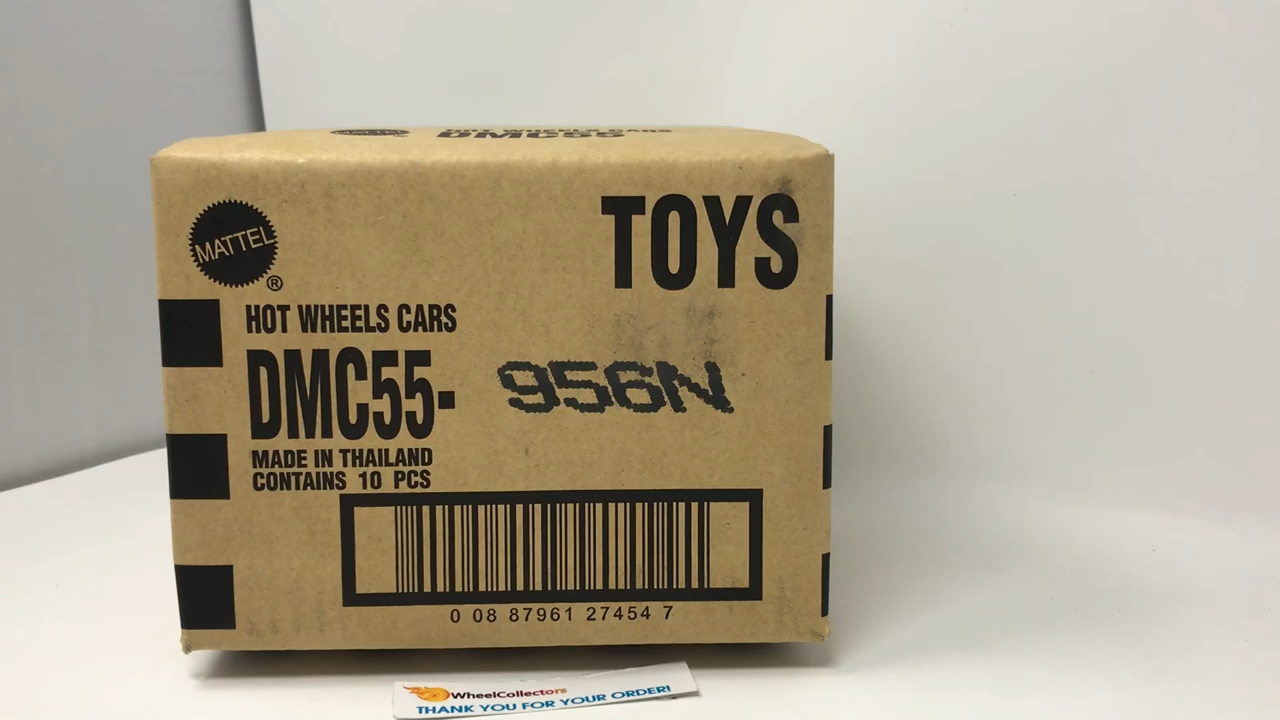 MATTEL
®
HOT WHEELS CARS
DMC55
MATTEL
®
TOYS
HOT WHEELS CARS
DMC55- 956N
MADE IN THAILAND
CONTAINS 10 PCS
0 08 87961 27454 7
WheelCollectors
THANK YOU FOR YOUR ORDER!